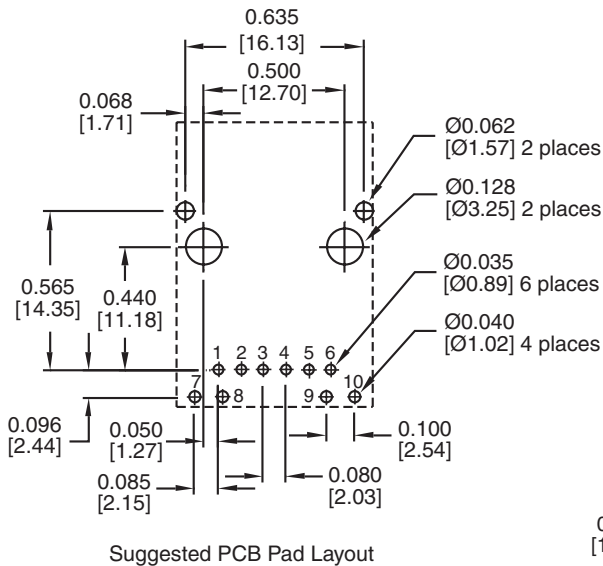 0.635
[16.13]
0.500
[12.70]
0.068
[1.71]
Ø0.062
[Ø1.57] 2 places
Ø0.128
[Ø3.25] 2 places
0.565
[14.35]
0.440
[11.18]
Ø0.035
[Ø0.89] 6 places
Ø0.040
[Ø1.02] 4 places
1 2 3 4 5 6
7 8 9 10
0.096
[2.44]
0.050
[1.27]
0.100
[2.54]
0.085
[2.15]
0.080
[2.03]
Suggested PCB Pad Layout